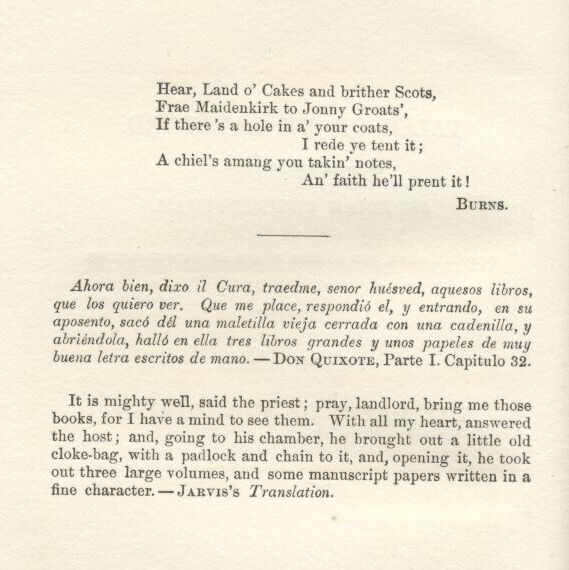 Hear, Land o' Cakes and brither Scots,
Frae Maidenkirk to Jonny Groats',
If there's a hole in a' your coats,
I rede ye tent it;
A chiel's amang you takin' notes,
An' faith he'll prent it!
BURNS.
Ahora bien, dixo il Cura, traedme, senor huésved, aquesos libros,
que los quiero ver. Que me place, respondió el, y entrando, en su
aposento, sacó dél una maletilla vieja cerrada con una cadenilla, y
abriéndola, halló en ella tres libros grandes y unos papeles de muy
buena letra escritos de mano. — DON QUIXOTE, Parte I. Capitulo 32.
It is mighty well, said the priest; pray, landlord, bring me those
books, for I have a mind to see them. With all my heart, answered
the host; and, going to his chamber, he brought out a little old
cloke-bag, with a padlock and chain to it, and, opening it, he took
out three large volumes, and some manuscript papers written in a
fine character. — JARVIS'S Translation.